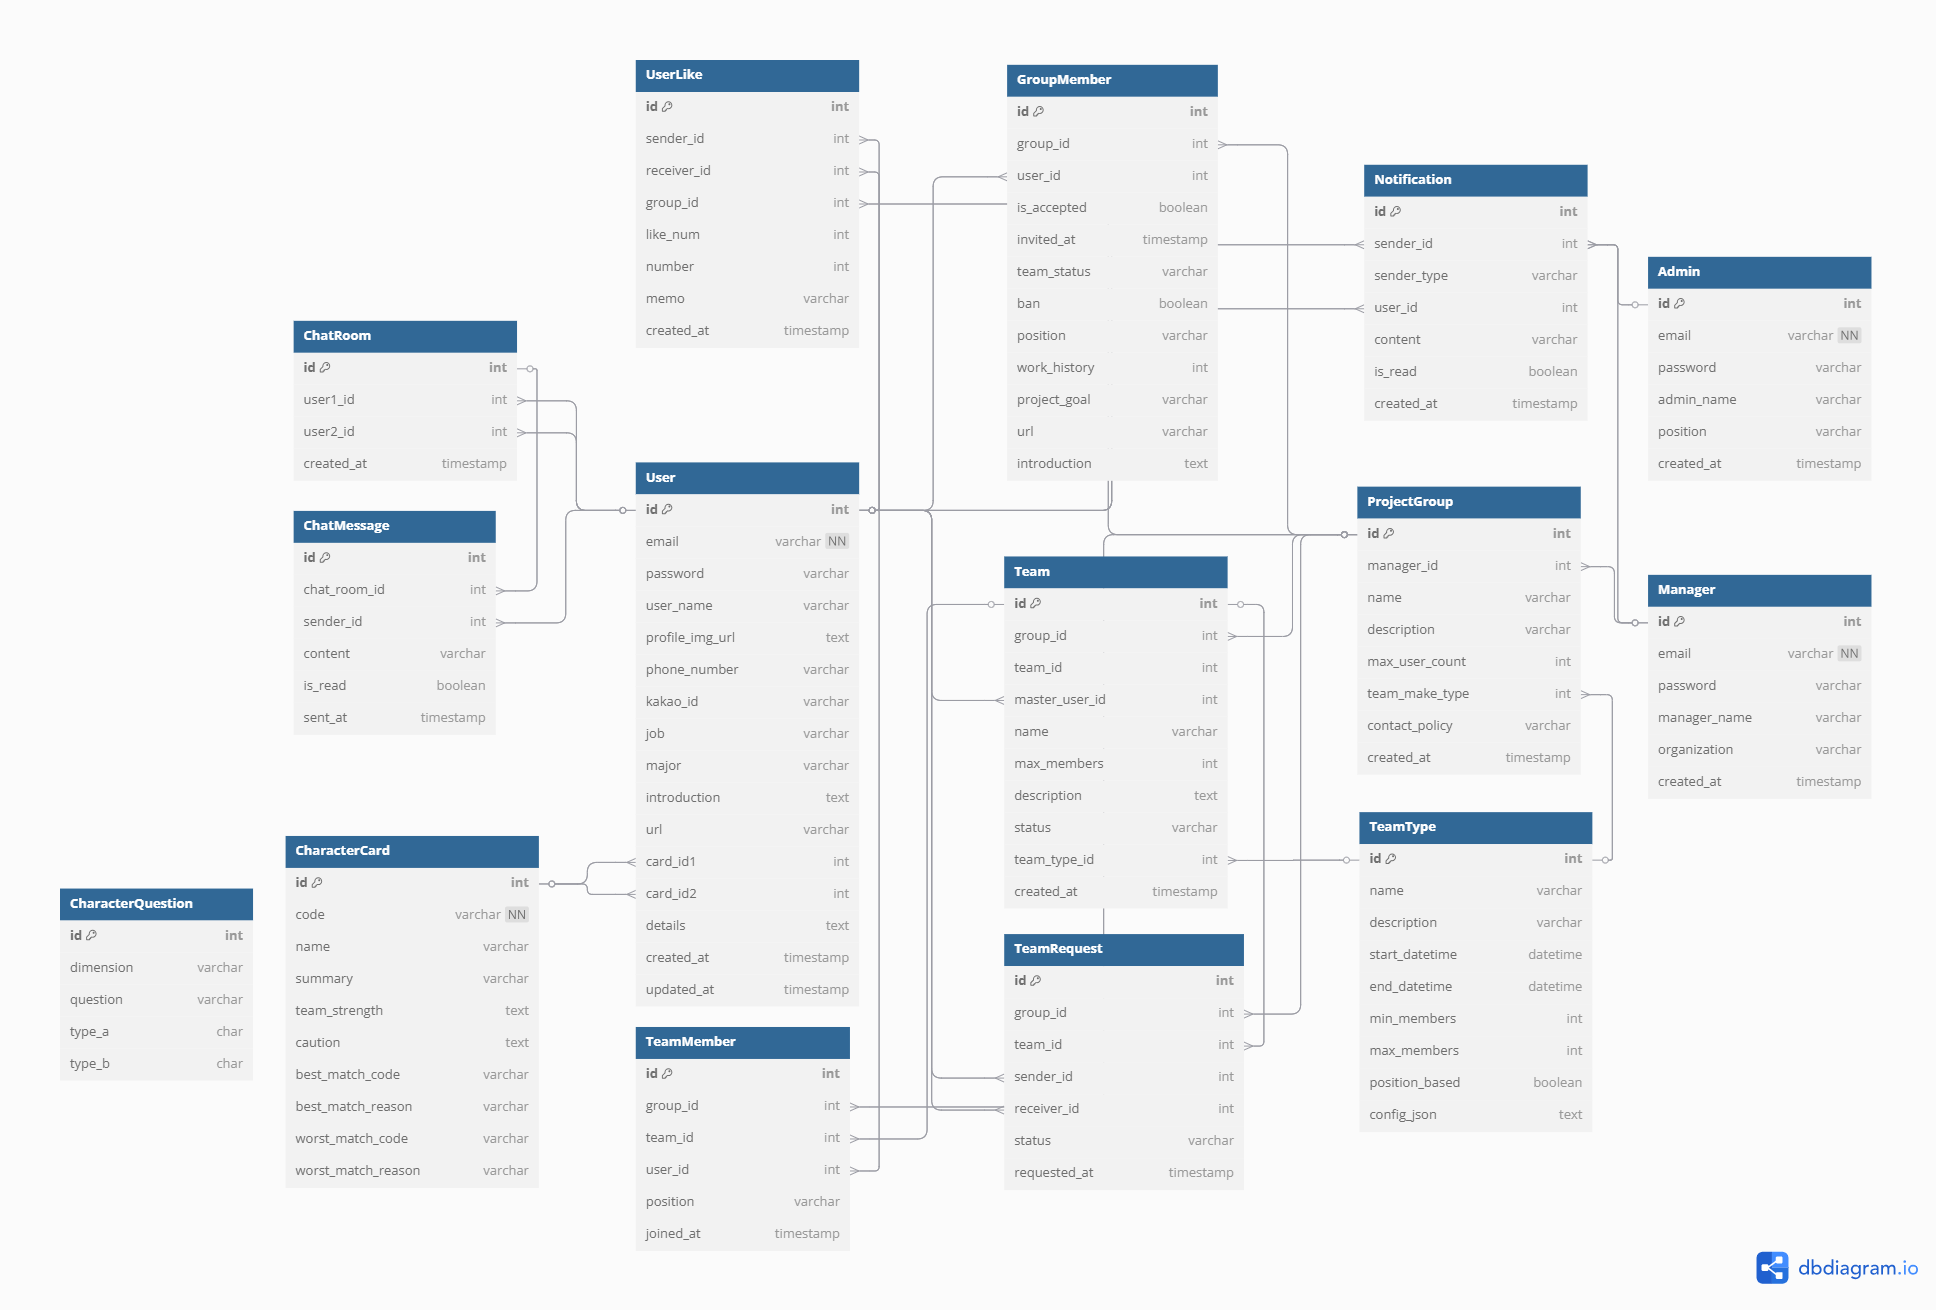 UserLike
id int
sender_id int
receiver_id int
group_id int
like_num int
number int
memo varchar
created_at timestamp
GroupMember
id int
group_id int
user_id int
is_accepted boolean
invited_at timestamp
team_status varchar
ban boolean
position varchar
work_history int
project_goal varchar
url varchar
introduction text
Notification
id int
sender_id int
sender_type varchar
user_id int
content varchar
is_read boolean
created_at timestamp
Admin
id int
email varchar NN
password varchar
admin_name varchar
position varchar
created_at timestamp
ChatRoom
id int
user1_id int
user2_id int
created_at timestamp
ChatMessage
id int
chat_room_id int
sender_id int
content varchar
is_read boolean
sent_at timestamp
User
id int
email varchar NN
password varchar
user_name varchar
profile_img_url text
phone_number varchar
kakao_id varchar
job varchar
major varchar
introduction text
url varchar
card_id1 int
card_id2 int
details text
created_at timestamp
updated_at timestamp
Team
id int
group_id int
team_id int
master_user_id int
name varchar
max_members int
description text
status varchar
team_type_id int
created_at timestamp
ProjectGroup
id int
manager_id int
name varchar
description varchar
max_user_count int
team_make_type int
contact_policy varchar
created_at timestamp
Manager
id int
email varchar NN
password varchar
manager_name varchar
organization varchar
created_at timestamp
CharacterQuestion
id int
dimension varchar
question varchar
type_a char
type_b char
CharacterCard
id int
code varchar NN
name varchar
summary varchar
team_strength text
caution text
best_match_code varchar
best_match_reason varchar
worst_match_code varchar
worst_match_reason varchar
TeamMember
id int
group_id int
team_id int
user_id int
position varchar
joined_at timestamp
TeamRequest
id int
group_id int
team_id int
sender_id int
receiver_id int
status varchar
requested_at timestamp
TeamType
id int
name varchar
description varchar
start_datetime datetime
end_datetime datetime
min_members int
max_members int
position_based boolean
config_json text
dbdiagram.io